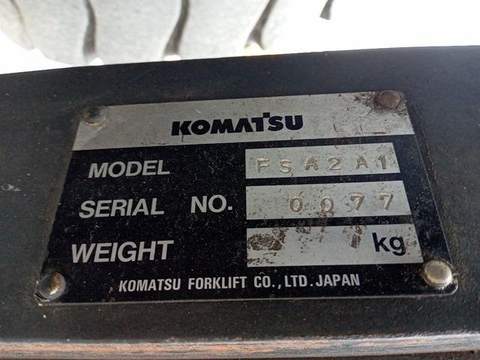 KOMATSU
MODEL FSA2A1
SERIAL NO. 0077
WEIGHT kg
KOMATSU FORKLIFT CO., LTD. JAPAN